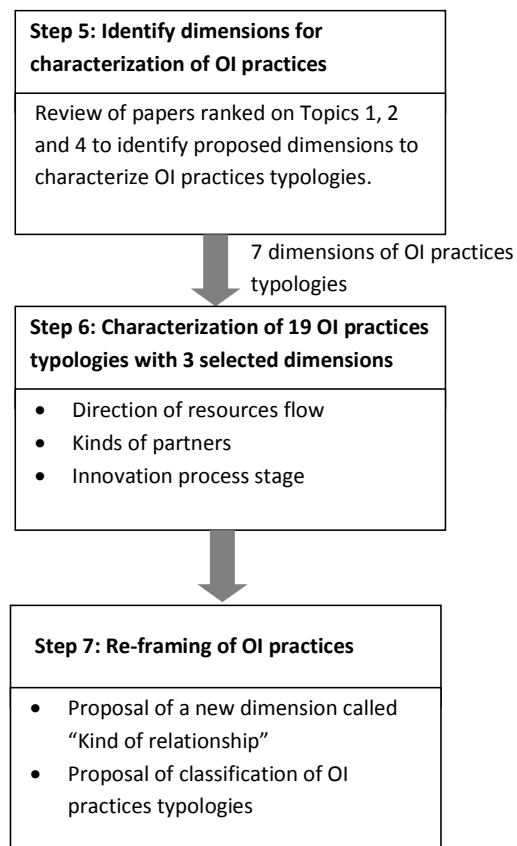 Step 5: Identify dimensions for
characterization of OI practices
Review of papers ranked on Topics 1, 2
and 4 to identify proposed dimensions to
characterize OI practices typologies.
7 dimensions of OI practices
typologies
Step 6: Characterization of 19 OI practices
typologies with 3 selected dimensions
• Direction of resources flow
• Kinds of partners
• Innovation process stage
Step 7: Re-framing of OI practices
• Proposal of a new dimension called
“Kind of relationship”
• Proposal of classification of OI
practices typologies